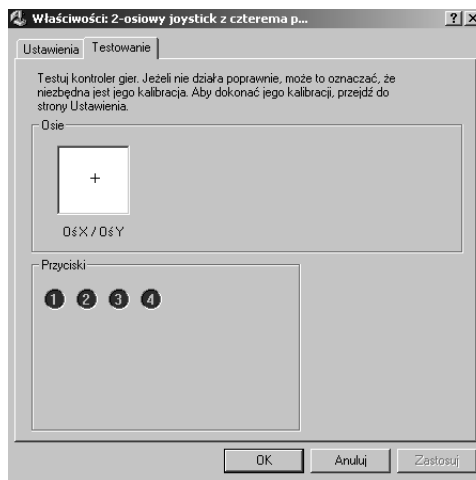 Właściwości: 2-osiowy joystick z czterema p...
Ustawienia Testowanie
Testuj kontroler gier. Jeżeli nie działa poprawnie, może to oznaczać, że
niezbędna jest jego kalibracja. Aby dokonać jego kalibracji, przejdź do
strony Ustawienia.
Osie
OśX / OśY
Przyciski
1 2 3 4
OK Anuluj Zastosuj